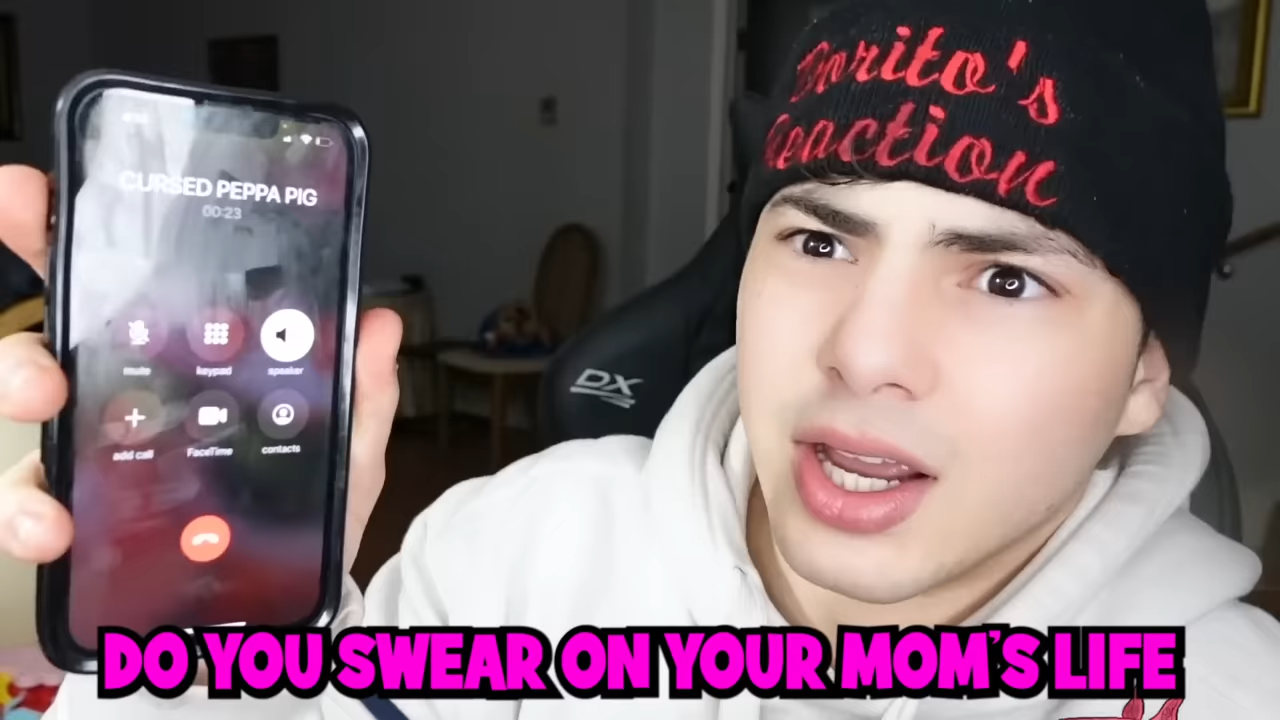 Dorito's
Reaction
CURSED PEPPA PIG
00:23
mute
keypad
speaker
add call
FaceTime
contacts
DX
DO YOU SWEAR ON YOUR MOM'S LIFE